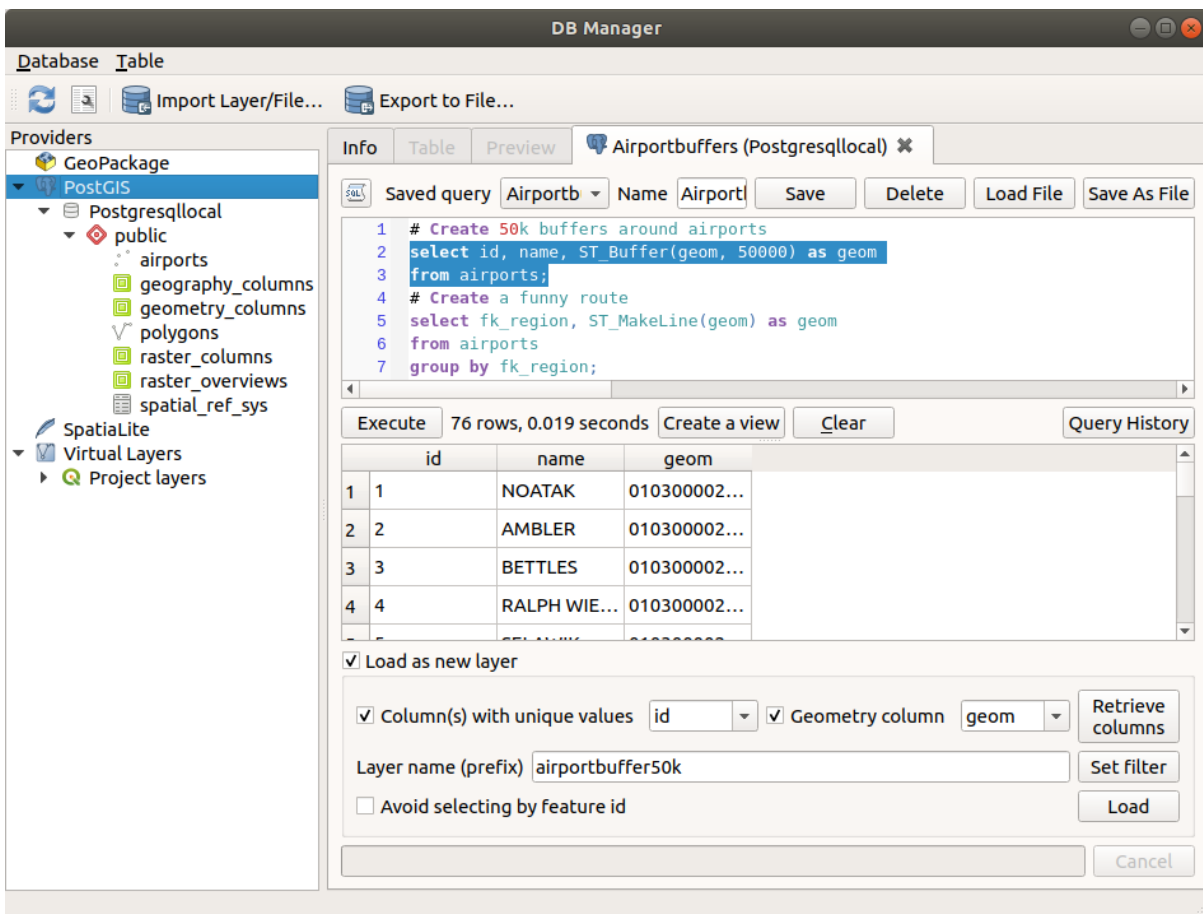 DB Manager
Database Table
Import Layer/File... Export to File...
Providers
GeoPackage
PostGIS
Postgresqllocal
public
airports
geography_columns
geometry_columns
polygons
raster_columns
raster_overviews
spatial_ref_sys
SpatiaLite
Virtual Layers
Project layers
Info Table Preview Airportbuffers (Postgresqllocal)
SQL Saved query Airportb Name Airportl Save Delete Load File Save As File
1 # Create 50k buffers around airports
2 select id, name, ST_Buffer(geom, 50000) as geom
3 from airports;
4 # Create a funny route
5 select fk_region, ST_MakeLine(geom) as geom
6 from airports
7 group by fk_region;
Execute 76 rows, 0.019 seconds Create a view Clear Query History
id name geom
1 1 NOATAK 010300002...
2 2 AMBLER 010300002...
3 3 BETTLES 010300002...
4 4 RALPH WIE... 010300002...
Load as new layer
Column(s) with unique values id Geometry column geom Retrieve columns
Layer name (prefix) airportbuffer50k Set filter
Avoid selecting by feature id Load
Cancel